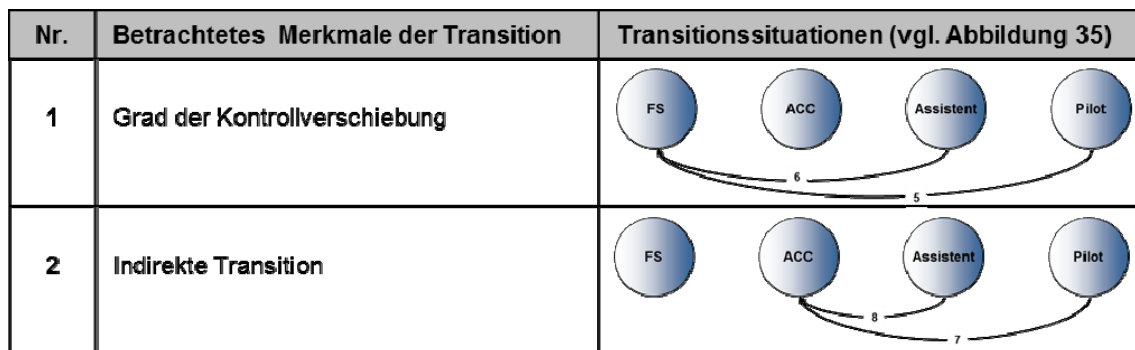 Nr. Betrachtetes Merkmale der Transition Transitionssituationen (vgl. Abbildung 35)
1 Grad der Kontrollverschiebung FS ACC Assistent Pilot
6
5
2 Indirekte Transition FS ACC Assistent Pilot
8
7